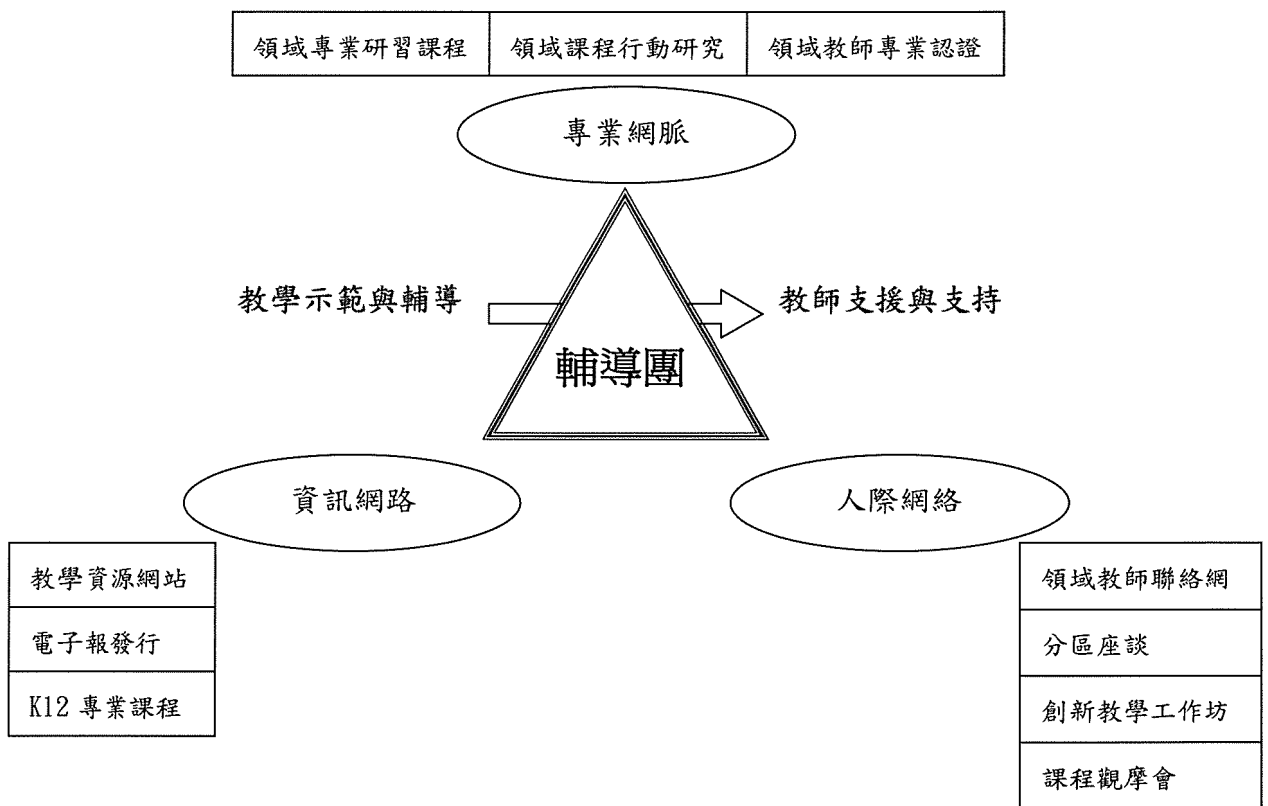 領域專業研習課程 領域課程行動研究 領域教師專業認證
專業網脈
教學示範與輔導 教師支援與支持
輔導團
資訊網路 人際網絡
教學資源網站 領域教師聯絡網
電子報發行 分區座談
K12 專業課程 創新教學工作坊
課程觀摩會